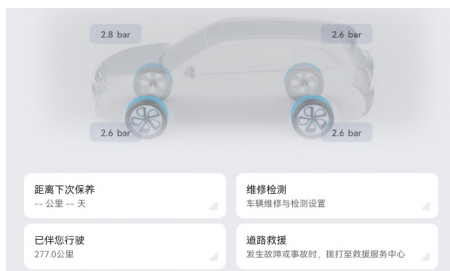 2.8 bar
2.6 bar
2.6 bar
2.6 bar
距离下次保养
-- 公里 -- 天
维修检测
车辆维修与检测设置
已伴您行驶
277.0公里
道路救援
发生故障或事故时，拨打至救援服务中心